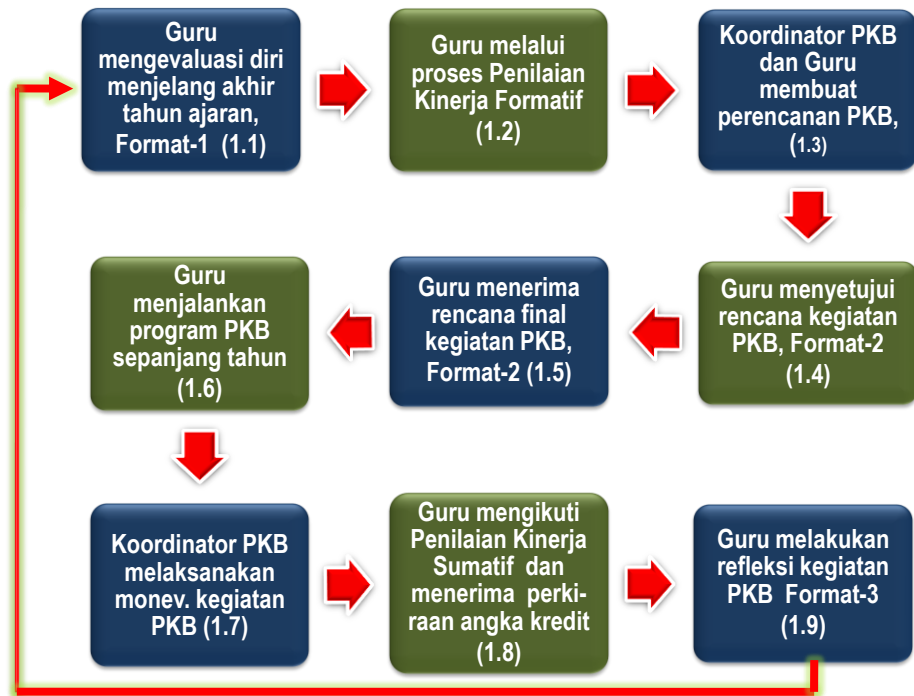 Guru
mengevaluasi diri
menjelang akhir
tahun ajaran,
Format-1 (1.1)
Guru melalui
proses Penilaian
Kinerja Formatif
(1.2)
Koordinator PKB
dan Guru
membuat
perencanan PKB,
(1.3)
Guru menyetujui
rencana kegiatan
PKB, Format-2
(1.4)
Guru menerima
rencana final
kegiatan PKB,
Format-2 (1.5)
Guru
menjalankan
program PKB
sepanjang tahun
(1.6)
Koordinator PKB
melaksanakan
monev. kegiatan
PKB (1.7)
Guru mengikuti
Penilaian Kinerja
Sumatif dan
menerima perki-
raan angka kredit
(1.8)
Guru melakukan
refleksi kegiatan
PKB Format-3
(1.9)